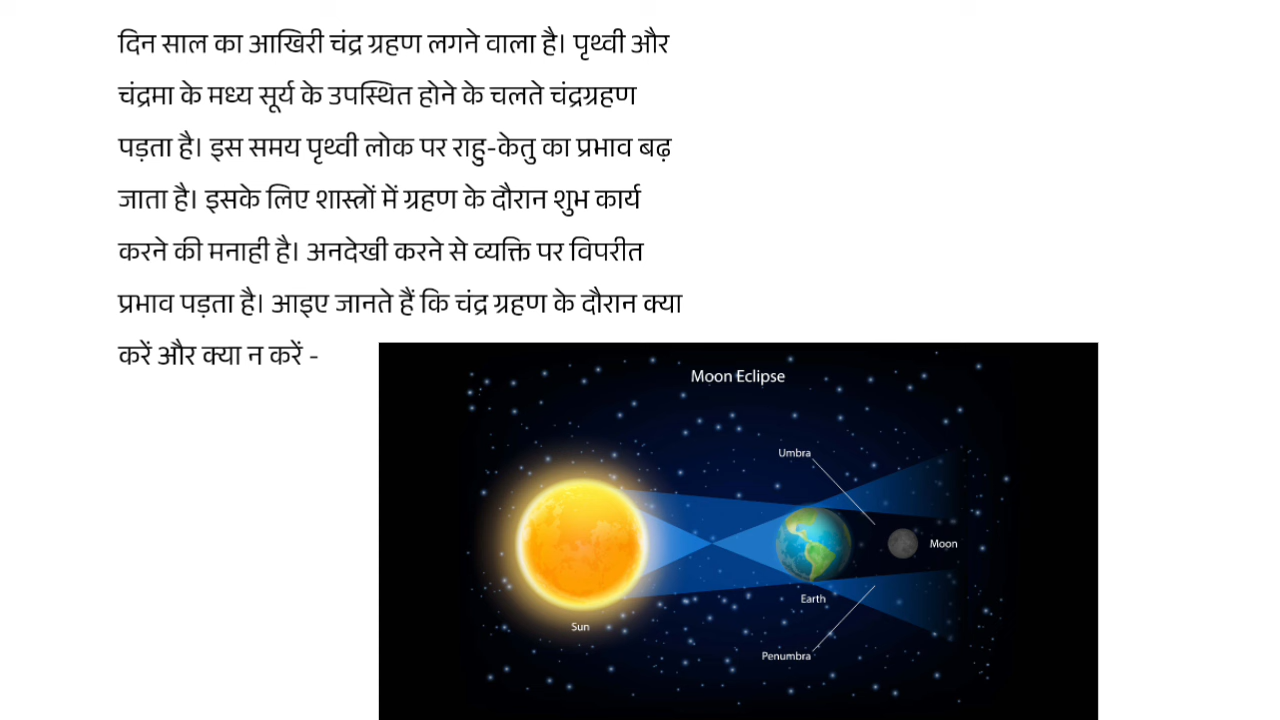 दिन साल का आखिरी चंद्र ग्रहण लगने वाला है। पृथ्वी और
चंद्रमा के मध्य सूर्य के उपस्थित होने के चलते चंद्रग्रहण
पड़ता है। इस समय पृथ्वी लोक पर राहु-केतु का प्रभाव बढ़
जाता है। इसके लिए शास्त्रों में ग्रहण के दौरान शुभ कार्य
करने की मनाही है। अनदेखी करने से व्यक्ति पर विपरीत
प्रभाव पड़ता है। आइए जानते हैं कि चंद्र ग्रहण के दौरान क्या
करें और क्या न करें -
Moon Eclipse
Umbra
Moon
Earth
Sun
Penumbra